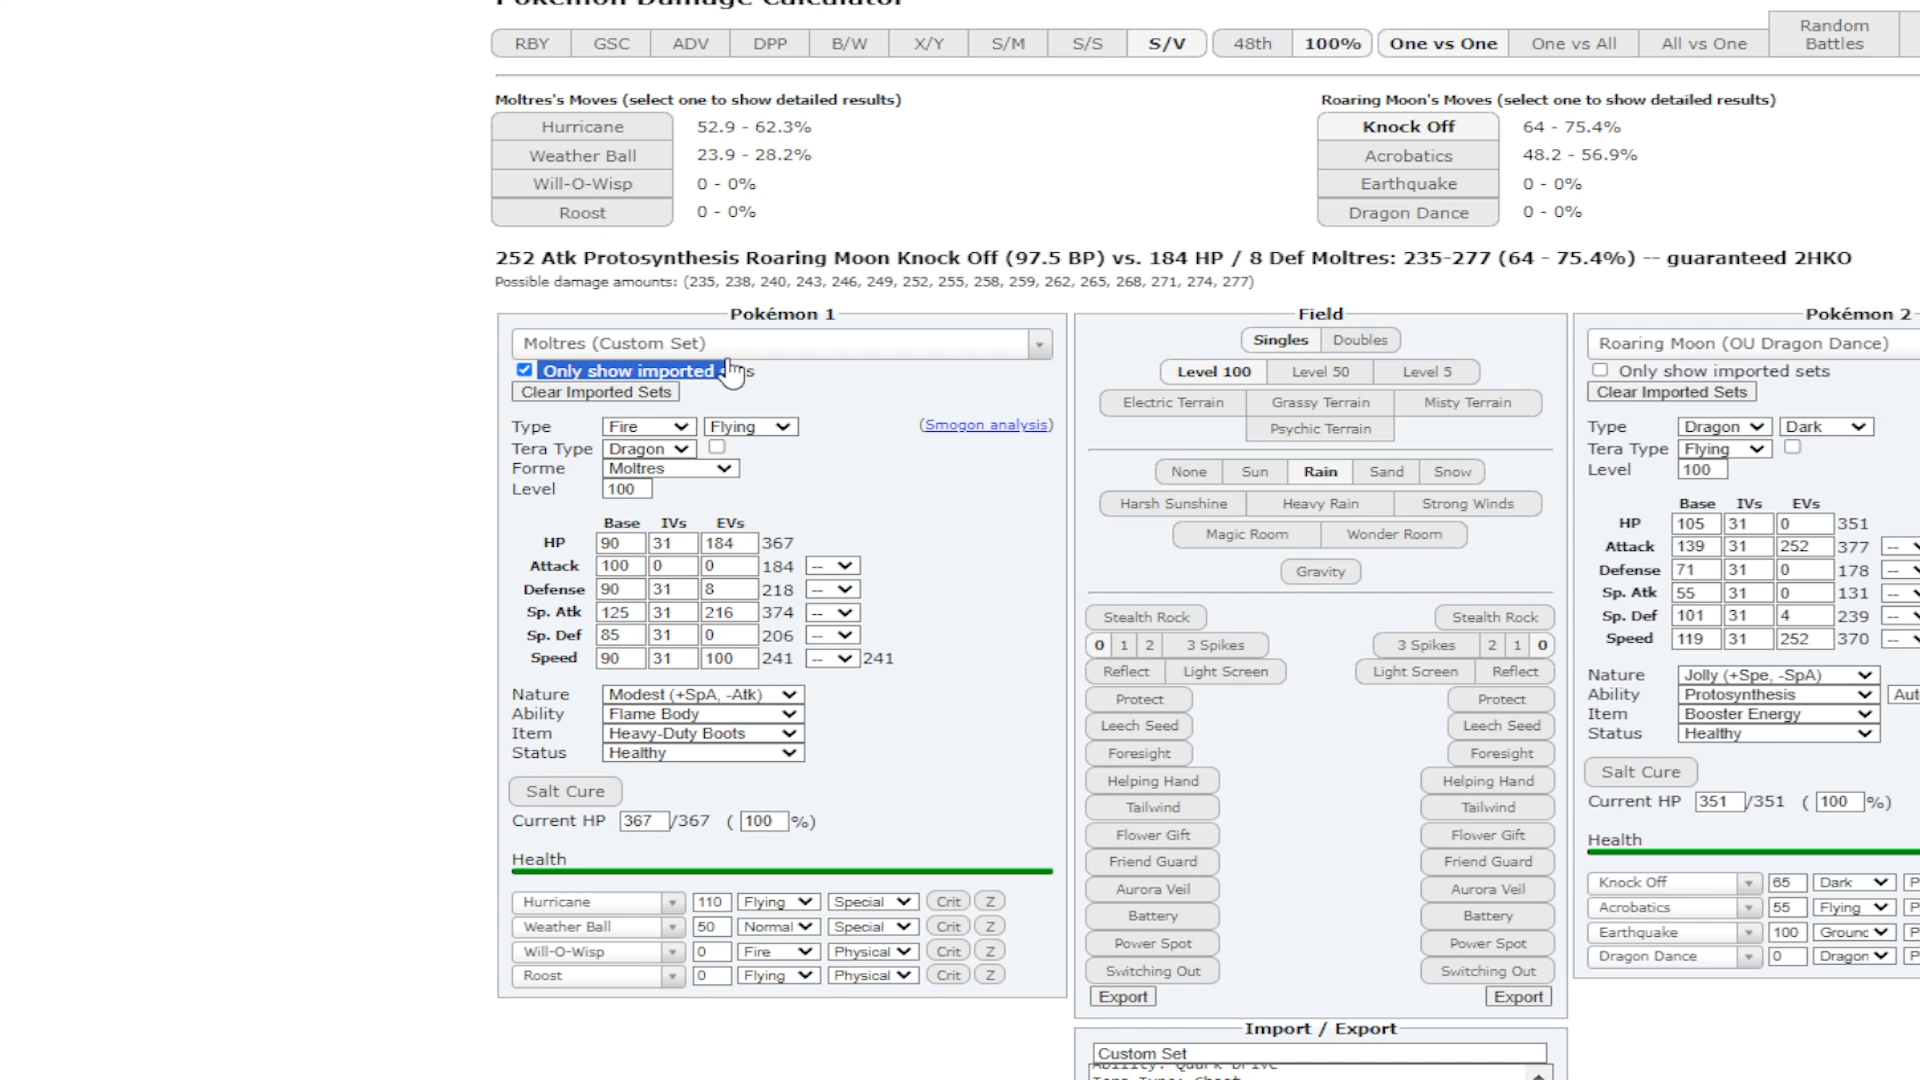 Pokémon Damage Calculator
RBY GSC ADV DPP B/W X/Y S/M S/S S/V 48th 100% One vs One One vs All All vs One Random Battles
Moltres's Moves (select one to show detailed results)
Hurricane 52.9 - 62.3%
Weather Ball 23.9 - 28.2%
Will-O-Wisp 0 - 0%
Roost 0 - 0%
Roaring Moon's Moves (select one to show detailed results)
Knock Off 64 - 75.4%
Acrobatics 48.2 - 56.9%
Earthquake 0 - 0%
Dragon Dance 0 - 0%
252 Atk Protosynthesis Roaring Moon Knock Off (97.5 BP) vs. 184 HP / 8 Def Moltres: 235-277 (64 - 75.4%) -- guaranteed 2HKO
Possible damage amounts: (235, 238, 240, 243, 246, 249, 252, 255, 258, 259, 262, 265, 268, 271, 274, 277)
Pokémon 1
Moltres (Custom Set)
Only show imported
Clear Imported Sets
Type Fire Flying (Smogon analysis)
Tera Type Dragon
Forme Moltres
Level 100
Base IVs EVs
HP 90 31 184 367
Attack 100 0 0 184 --
Defense 90 31 8 218 --
Sp. Atk 125 31 216 374 --
Sp. Def 85 31 0 206 --
Speed 90 31 100 241 -- 241
Nature Modest (+SpA, -Atk)
Ability Flame Body
Item Heavy-Duty Boots
Status Healthy
Salt Cure
Current HP 367 /367 ( 100 %)
Health
Hurricane 110 Flying Special Crit Z
Weather Ball 50 Normal Special Crit Z
Will-O-Wisp 0 Fire Physical Crit Z
Roost 0 Flying Physical Crit Z
Field
Singles Doubles
Level 100 Level 50 Level 5
Electric Terrain Grassy Terrain Misty Terrain
Psychic Terrain
None Sun Rain Sand Snow
Harsh Sunshine Heavy Rain Strong Winds
Magic Room Wonder Room
Gravity
Stealth Rock Stealth Rock
0 1 2 3 Spikes 3 Spikes 2 1 0
Reflect Light Screen Light Screen Reflect
Protect Protect
Leech Seed Leech Seed
Foresight Foresight
Helping Hand Helping Hand
Tailwind Tailwind
Flower Gift Flower Gift
Friend Guard Friend Guard
Aurora Veil Aurora Veil
Battery Battery
Power Spot Power Spot
Switching Out Switching Out
Export Export
Import / Export
Custom Set
Ability: Quark Drive
Tera Type: Ghost
Pokémon 2
Roaring Moon (OU Dragon Dance)
Only show imported sets
Clear Imported Sets
Type Dragon Dark
Tera Type Flying
Level 100
Base IVs EVs
HP 105 31 0 351
Attack 139 31 252 377 --
Defense 71 31 0 178 --
Sp. Atk 55 31 0 131 --
Sp. Def 101 31 4 239 --
Speed 119 31 252 370 --
Nature Jolly (+Spe, -SpA)
Ability Protosynthesis Aut
Item Booster Energy
Status Healthy
Salt Cure
Current HP 351 /351 ( 100 %)
Health
Knock Off 65 Dark P
Acrobatics 55 Flying P
Earthquake 100 Ground P
Dragon Dance 0 Dragon P